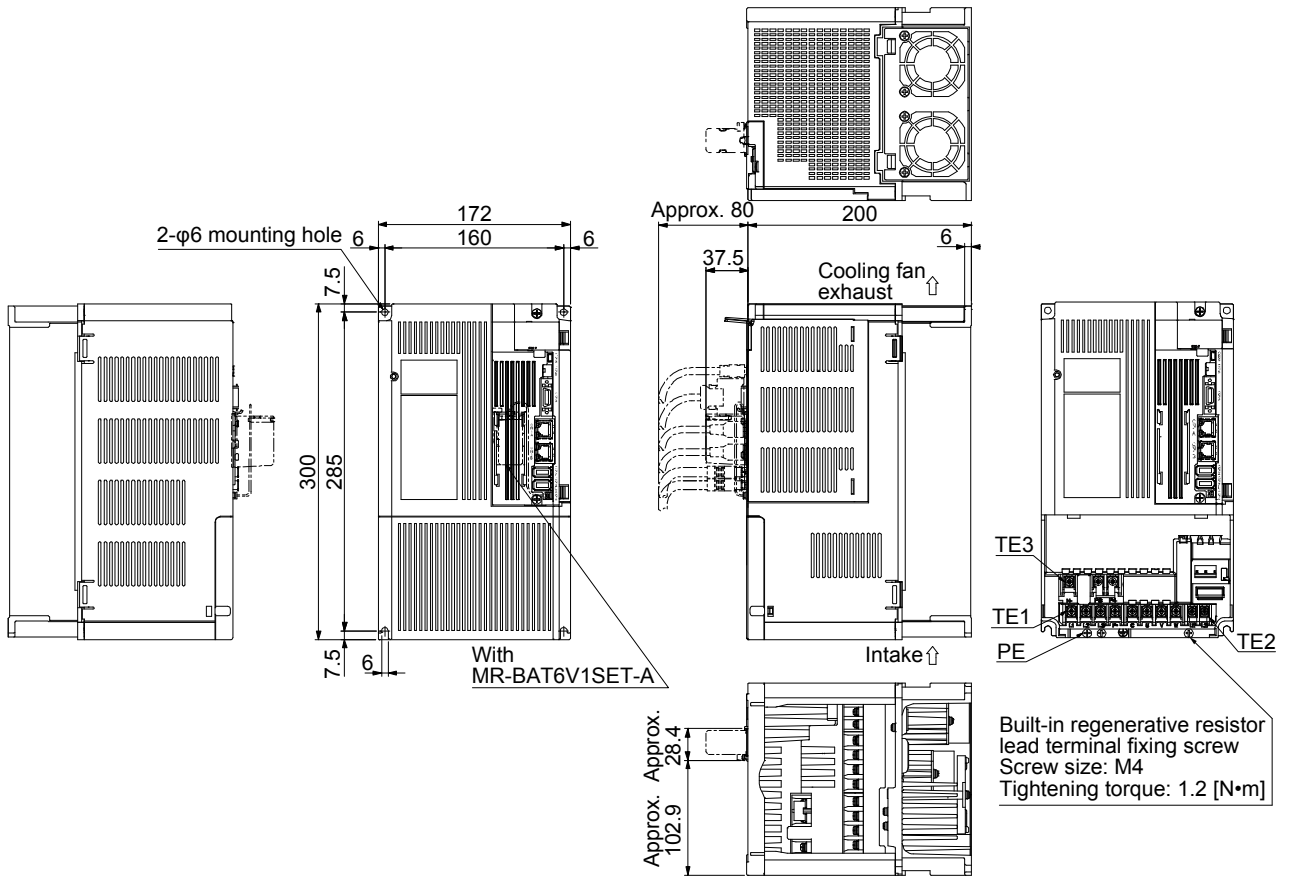 Approx. 80
200
172
2-φ6 mounting hole
6
160
6
6
37.5
7.5
Cooling fan
exhaust
300
285
TE3
TE1
TE2
PE
7.5
6
With
MR-BAT6V1SET-A
Intake
Built-in regenerative resistor
lead terminal fixing screw
Screw size: M4
Tightening torque: 1.2 [N•m]
Approx.
28.4
Approx.
102.9